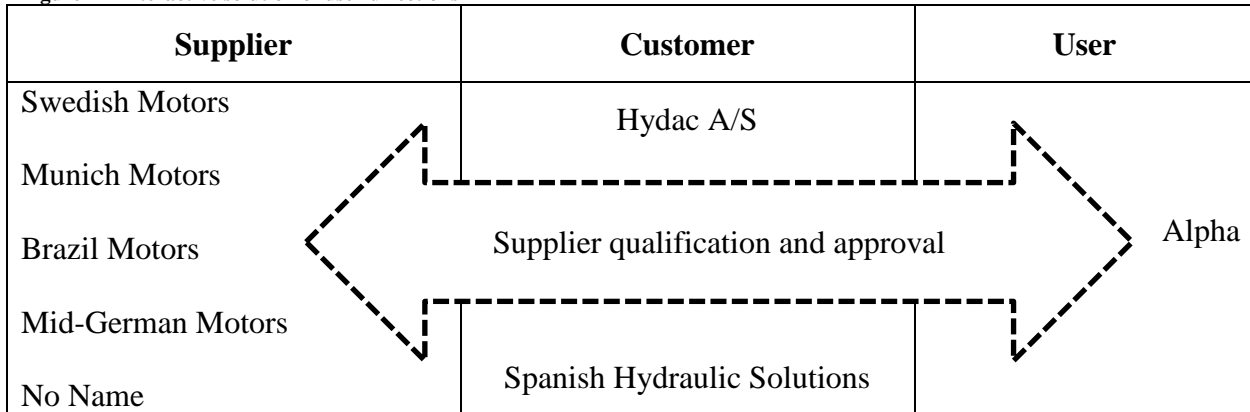 Supplier Customer User
Swedish Motors
Hydac A/S
Munich Motors
Supplier qualification and approval
Alpha
Brazil Motors
Mid-German Motors
Spanish Hydraulic Solutions
No Name